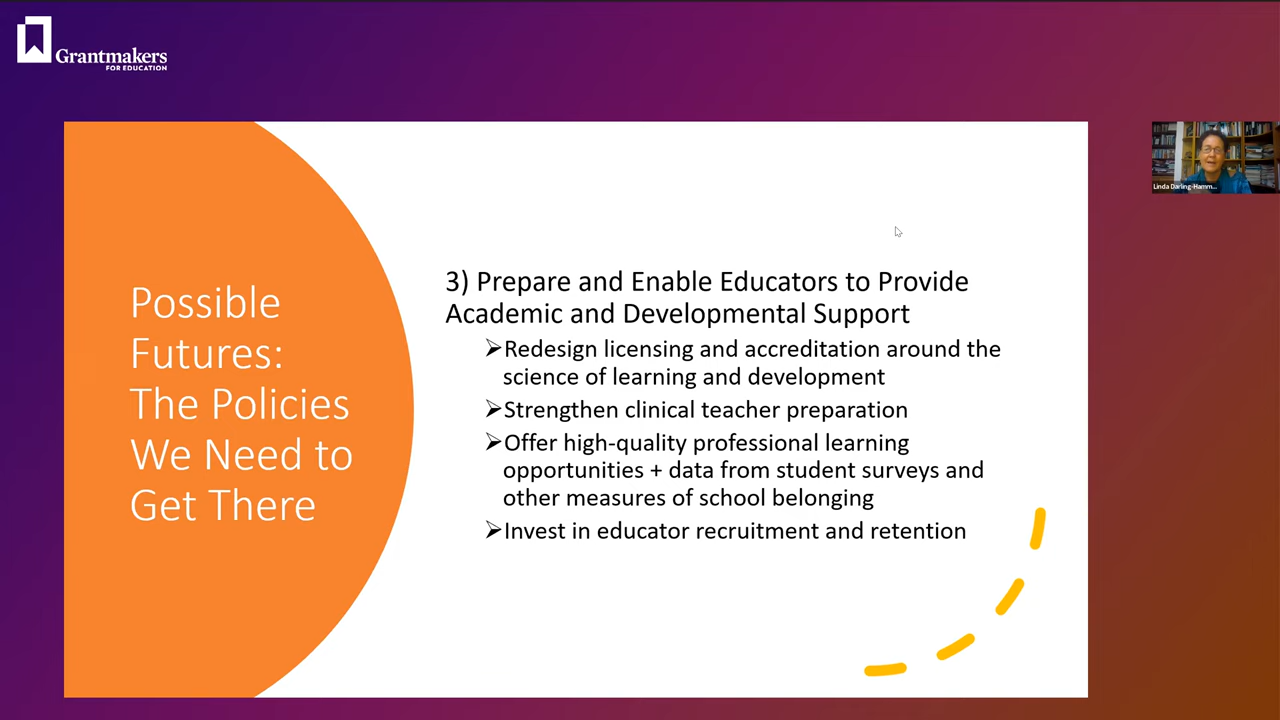 Grantmakers
FOR EDUCATION
Linda Darling-Hamm...
Possible
Futures:
The Policies
We Need to
Get There
3) Prepare and Enable Educators to Provide
Academic and Developmental Support
➢Redesign licensing and accreditation around the
science of learning and development
➢Strengthen clinical teacher preparation
➢Offer high-quality professional learning
opportunities + data from student surveys and
other measures of school belonging
➢Invest in educator recruitment and retention